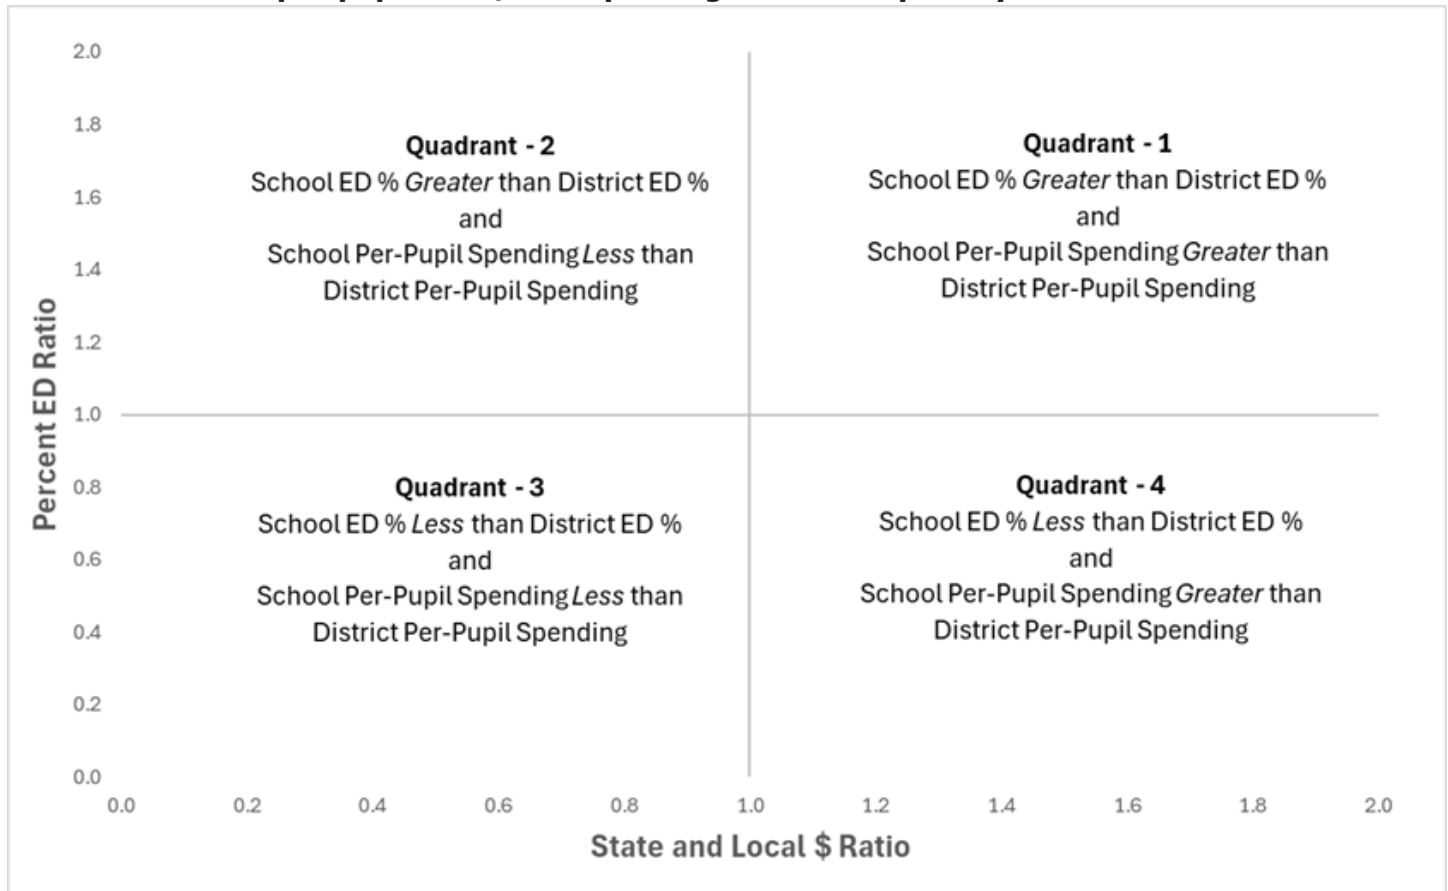 2.0
1.8
Quadrant - 2
Quadrant - 1
School ED % Greater than District ED %
School ED % Greater than District ED %
1.6
and
and
School Per-Pupil Spending Less than
School Per-Pupil Spending Greater than
1.4
District Per-Pupil Spending
District Per-Pupil Spending
1.2
Percent ED Ratio
1.0
0.8
Quadrant - 3
Quadrant - 4
School ED % Less than District ED %
School ED % Less than District ED %
0.6
and
and
School Per-Pupil Spending Less than
School Per-Pupil Spending Greater than
0.4
District Per-Pupil Spending
District Per-Pupil Spending
0.2
0.0
0.0 0.2 0.4 0.6 0.8 1.0 1.2 1.4 1.6 1.8 2.0
State and Local $ Ratio